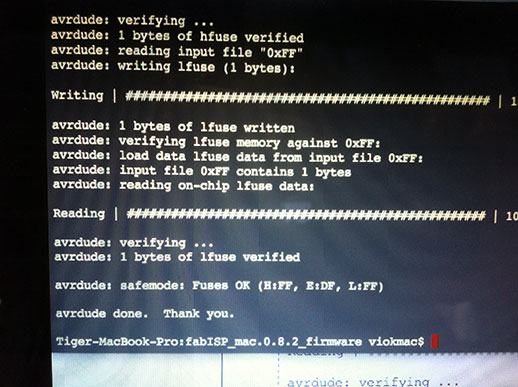 avrdude: verifying ...
avrdude: 1 bytes of hfuse verified
avrdude: reading input file "0xFF"
avrdude: writing lfuse (1 bytes):
Writing | ################################################## | 1
avrdude: 1 bytes of lfuse written
avrdude: verifying lfuse memory against 0xFF:
avrdude: load data lfuse data from input file 0xFF:
avrdude: input file 0xFF contains 1 bytes
avrdude: reading on-chip lfuse data:
Reading | ################################################## | 10
avrdude: verifying ...
avrdude: 1 bytes of lfuse verified
avrdude: safemode: Fuses OK (H:FF, E:DF, L:FF)
avrdude done.  Thank you.
Tiger-MacBook-Pro:fabISP_mac.0.8.2_firmware viokmac$
Reading |
avrdude: verifying ...